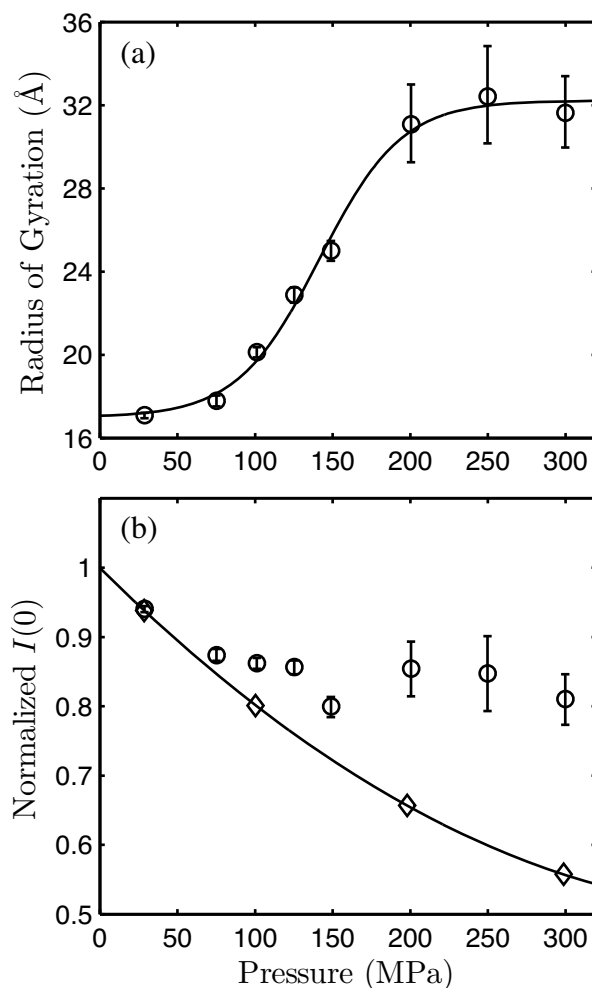 (a)
Radius of Gyration (Å)
36
32
28
24
20
16
0 50 100 150 200 250 300
(b)
Normalized I(0)
1
0.9
0.8
0.7
0.6
0.5
0 50 100 150 200 250 300
Pressure (MPa)